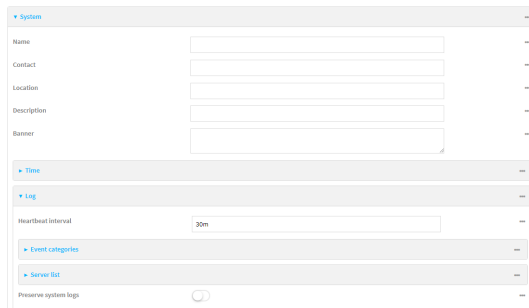 ▾ System
Name
Contact
Location
Description
Banner
▸ Time
▾ Log
Heartbeat interval 30m
▸ Event categories
▸ Server list
Preserve system logs